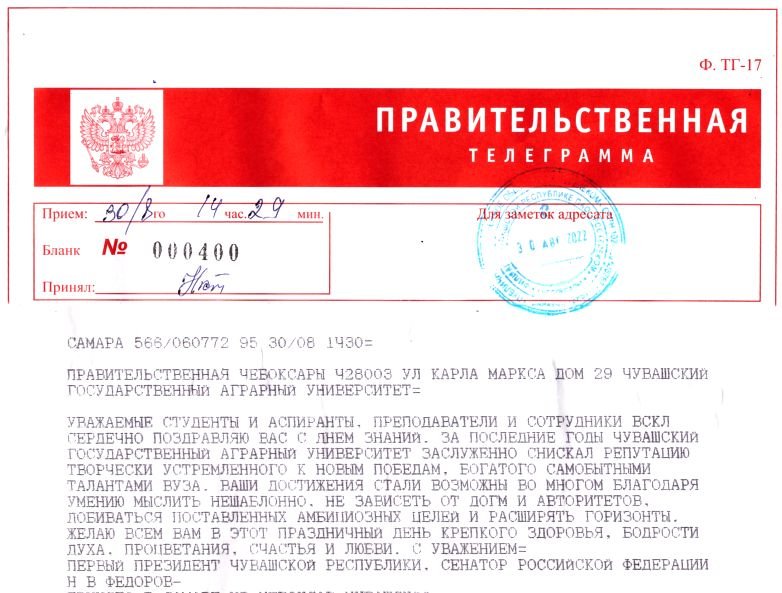 Ф. ТГ-17
ПРАВИТЕЛЬСТВЕННАЯ
ТЕЛЕГРАММА
Прием: 30/8го 14 час. 29 мин.
Для заметок адресата
30 АВГ 2022
Бланк № 000400
Принял:
САМАРА 566/060772 95 30/08 1Ч30=
ПРАВИТЕЛЬСТВЕННАЯ ЧЕБОКСАРЫ Ч28003 УЛ КАРЛА МАРКСА ДОМ 29 ЧУВАШСКИЙ
ГОСУДАРСТВЕННЫЙ АГРАРНЫЙ УНИВЕРСИТЕТ=
УВАЖАЕМЫЕ СТУДЕНТЫ И АСПИРАНТЫ, ПРЕПОДАВАТЕЛИ И СОТРУДНИКИ ВСКЛ
СЕРДЕЧНО ПОЗДРАВЛЯЮ ВАС С ДНЕМ ЗНАНИЙ. ЗА ПОСЛЕДНИЕ ГОДЫ ЧУВАШСКИЙ
ГОСУДАРСТВЕННЫЙ АГРАРНЫЙ УНИВЕРСИТЕТ ЗАСЛУЖЕННО СНИСКАЛ РЕПУТАЦИЮ
ТВОРЧЕСКИ УСТРЕМЛЕННОГО К НОВЫМ ПОБЕДАМ, БОГАТОГО САМОБЫТНЫМИ
ТАЛАНТАМИ ВУЗА. ВАШИ ДОСТИЖЕНИЯ СТАЛИ ВОЗМОЖНЫ ВО МНОГОМ БЛАГОДАРЯ
УМЕНИЮ МЫСЛИТЬ НЕШАБЛОННО, НЕ ЗАВИСЕТЬ ОТ ДОГМ И АВТОРИТЕТОВ,
ДОБИВАТЬСЯ ПОСТАВЛЕННЫХ АМБИЦИОЗНЫХ ЦЕЛЕЙ И РАСШИРЯТЬ ГОРИЗОНТЫ.
ЖЕЛАЮ ВСЕМ ВАМ В ЭТОТ ПРАЗДНИЧНЫЙ ДЕНЬ КРЕПКОГО ЗДОРОВЬЯ, БОДРОСТИ
ДУХА, ПРОЦВЕТАНИЯ, СЧАСТЬЯ И ЛЮБВИ. С УВАЖЕНИЕМ=
ПЕРВЫЙ ПРЕЗИДЕНТ ЧУВАШСКОЙ РЕСПУБЛИКИ, СЕНАТОР РОССИЙСКОЙ ФЕДЕРАЦИИ
Н В ФЕДОРОВ-